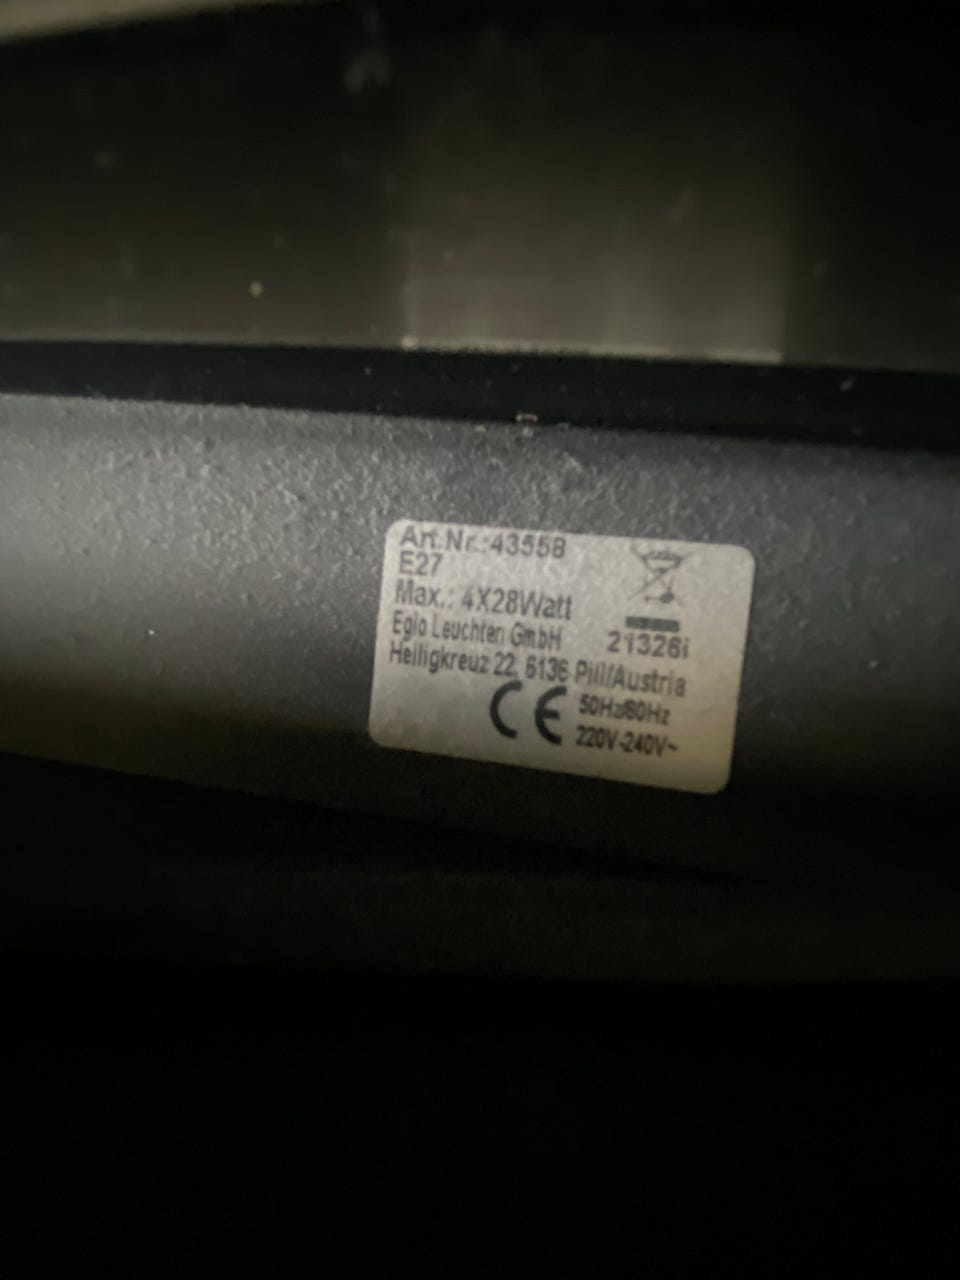 Art.Nr.:43558
E27
Max.: 4X28Watt
Eglo Leuchten GmbH
21326i
Heiligkreuz 22, 6136 Pill/Austria
CE
50Hz/60Hz
220V-240V~